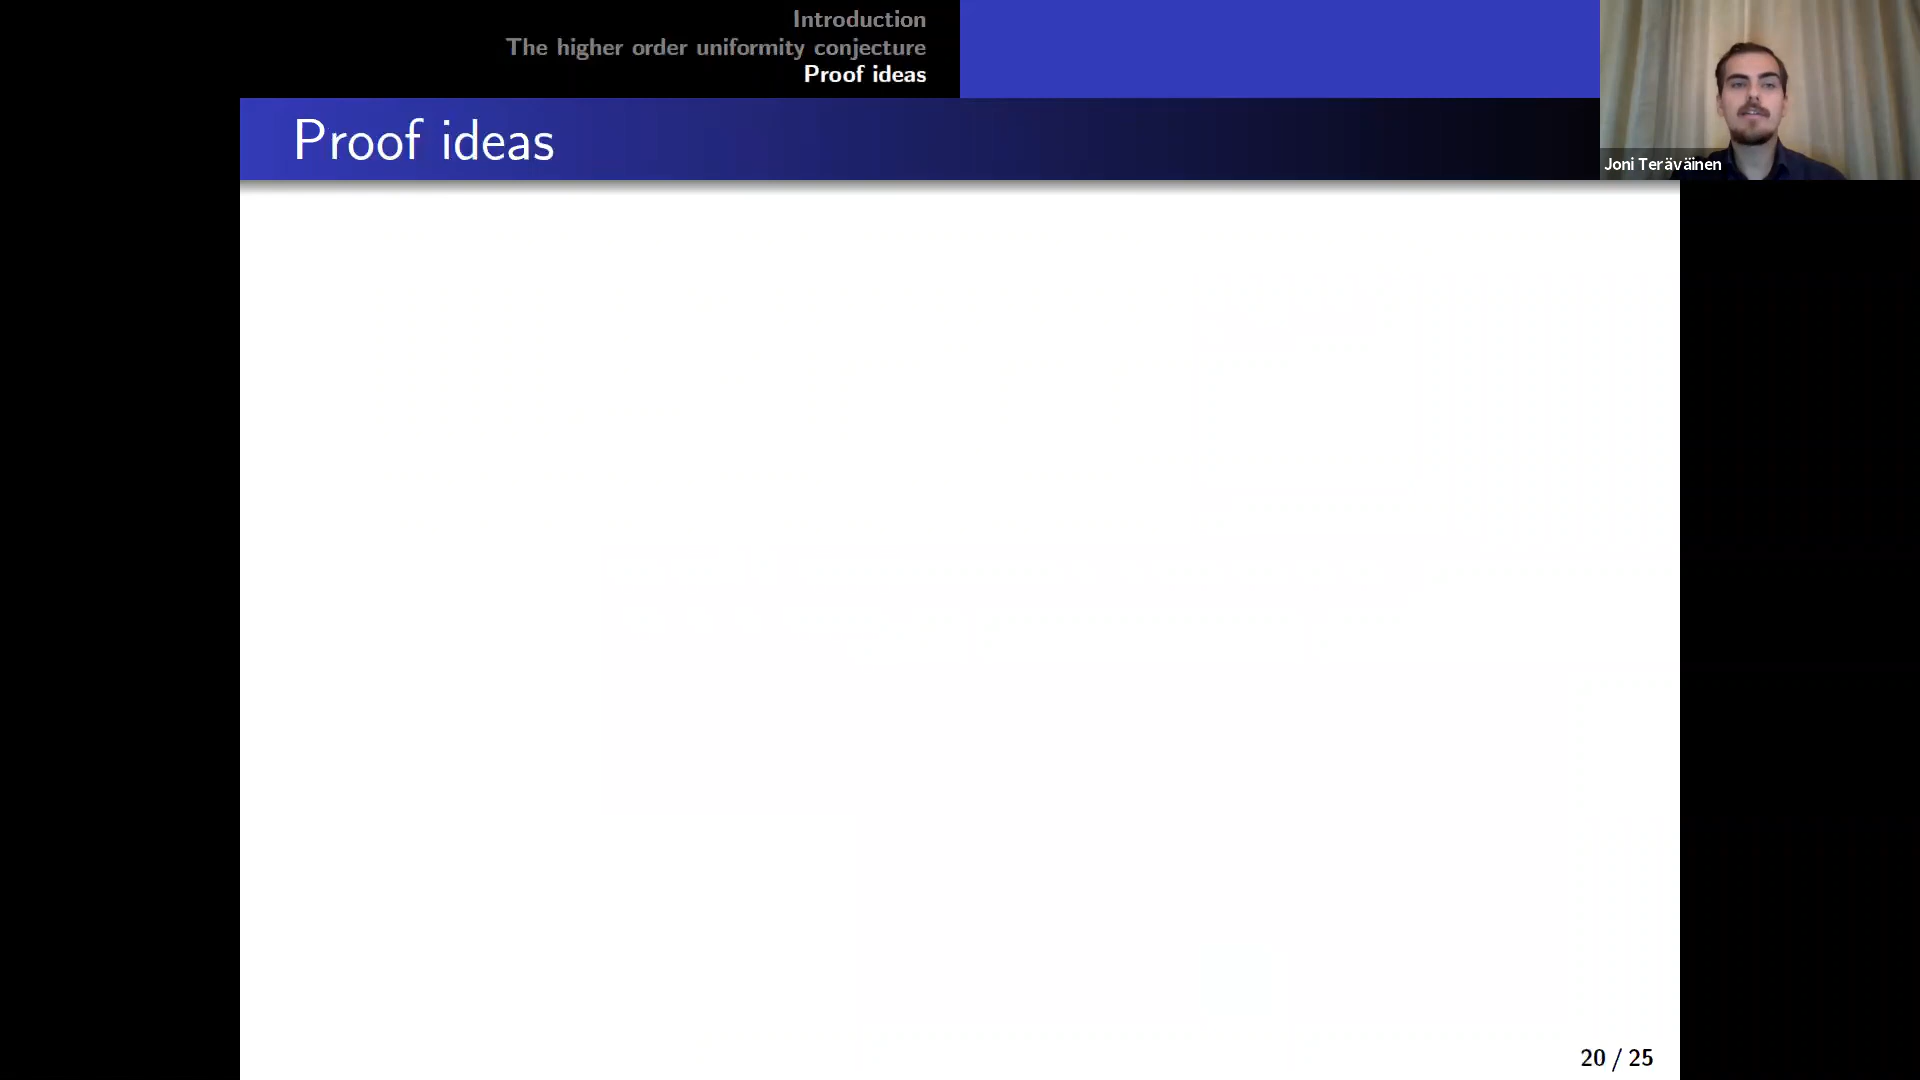 Introduction
The higher order uniformity conjecture
Proof ideas
Proof ideas
Joni Teräväinen
20 / 25